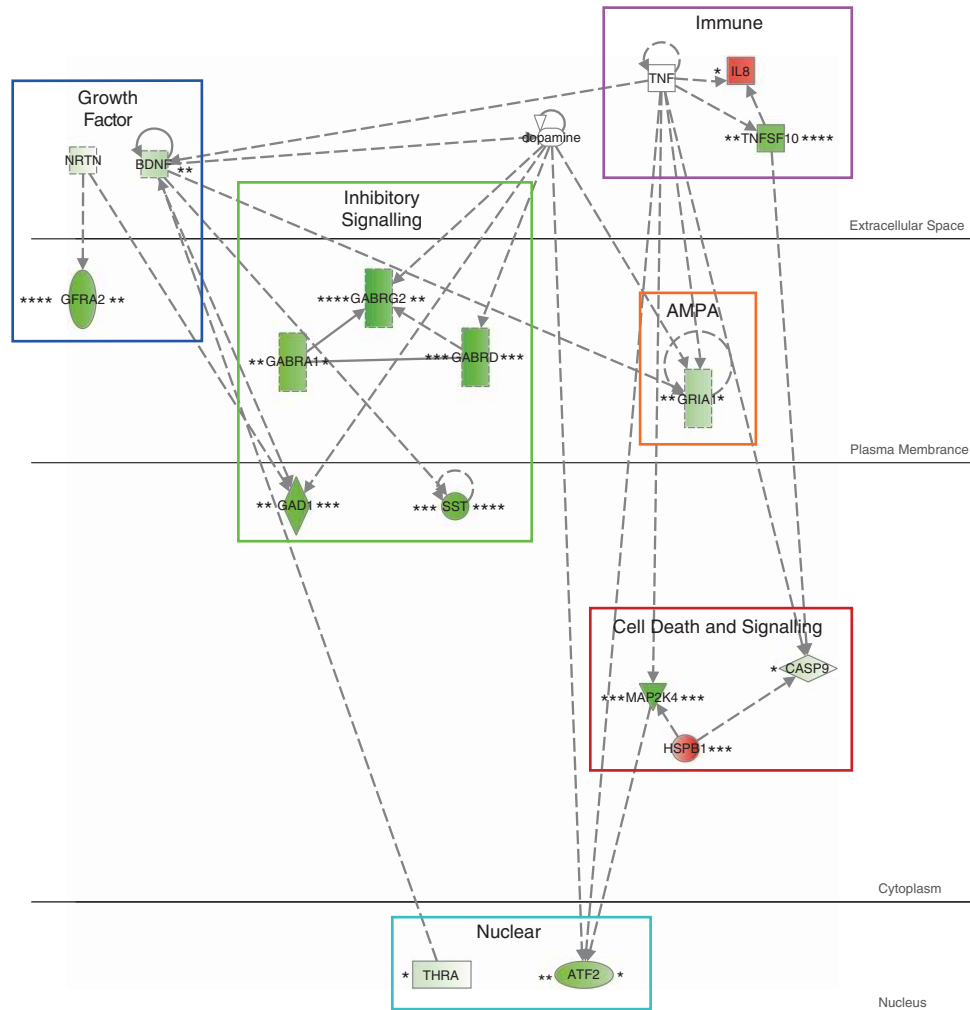 Immune
TNF
* IL8
**TNFSF10 ****
Growth
Factor
NRTN
BDNF
**
dopamine
Inhibitory
Signalling
Extracellular Space
**** GFRA2 **
****GABRG2 **
**GABRA1*
***GABRD***
AMPA
**GRIA1*
Plasma Membrance
** GAD1 ***
*** SST ****
Cell Death and Signalling
*CASP9
***MAP2K4***
HSPB1***
Cytoplasm
Nuclear
* THRA
** ATF2 *
Nucleus